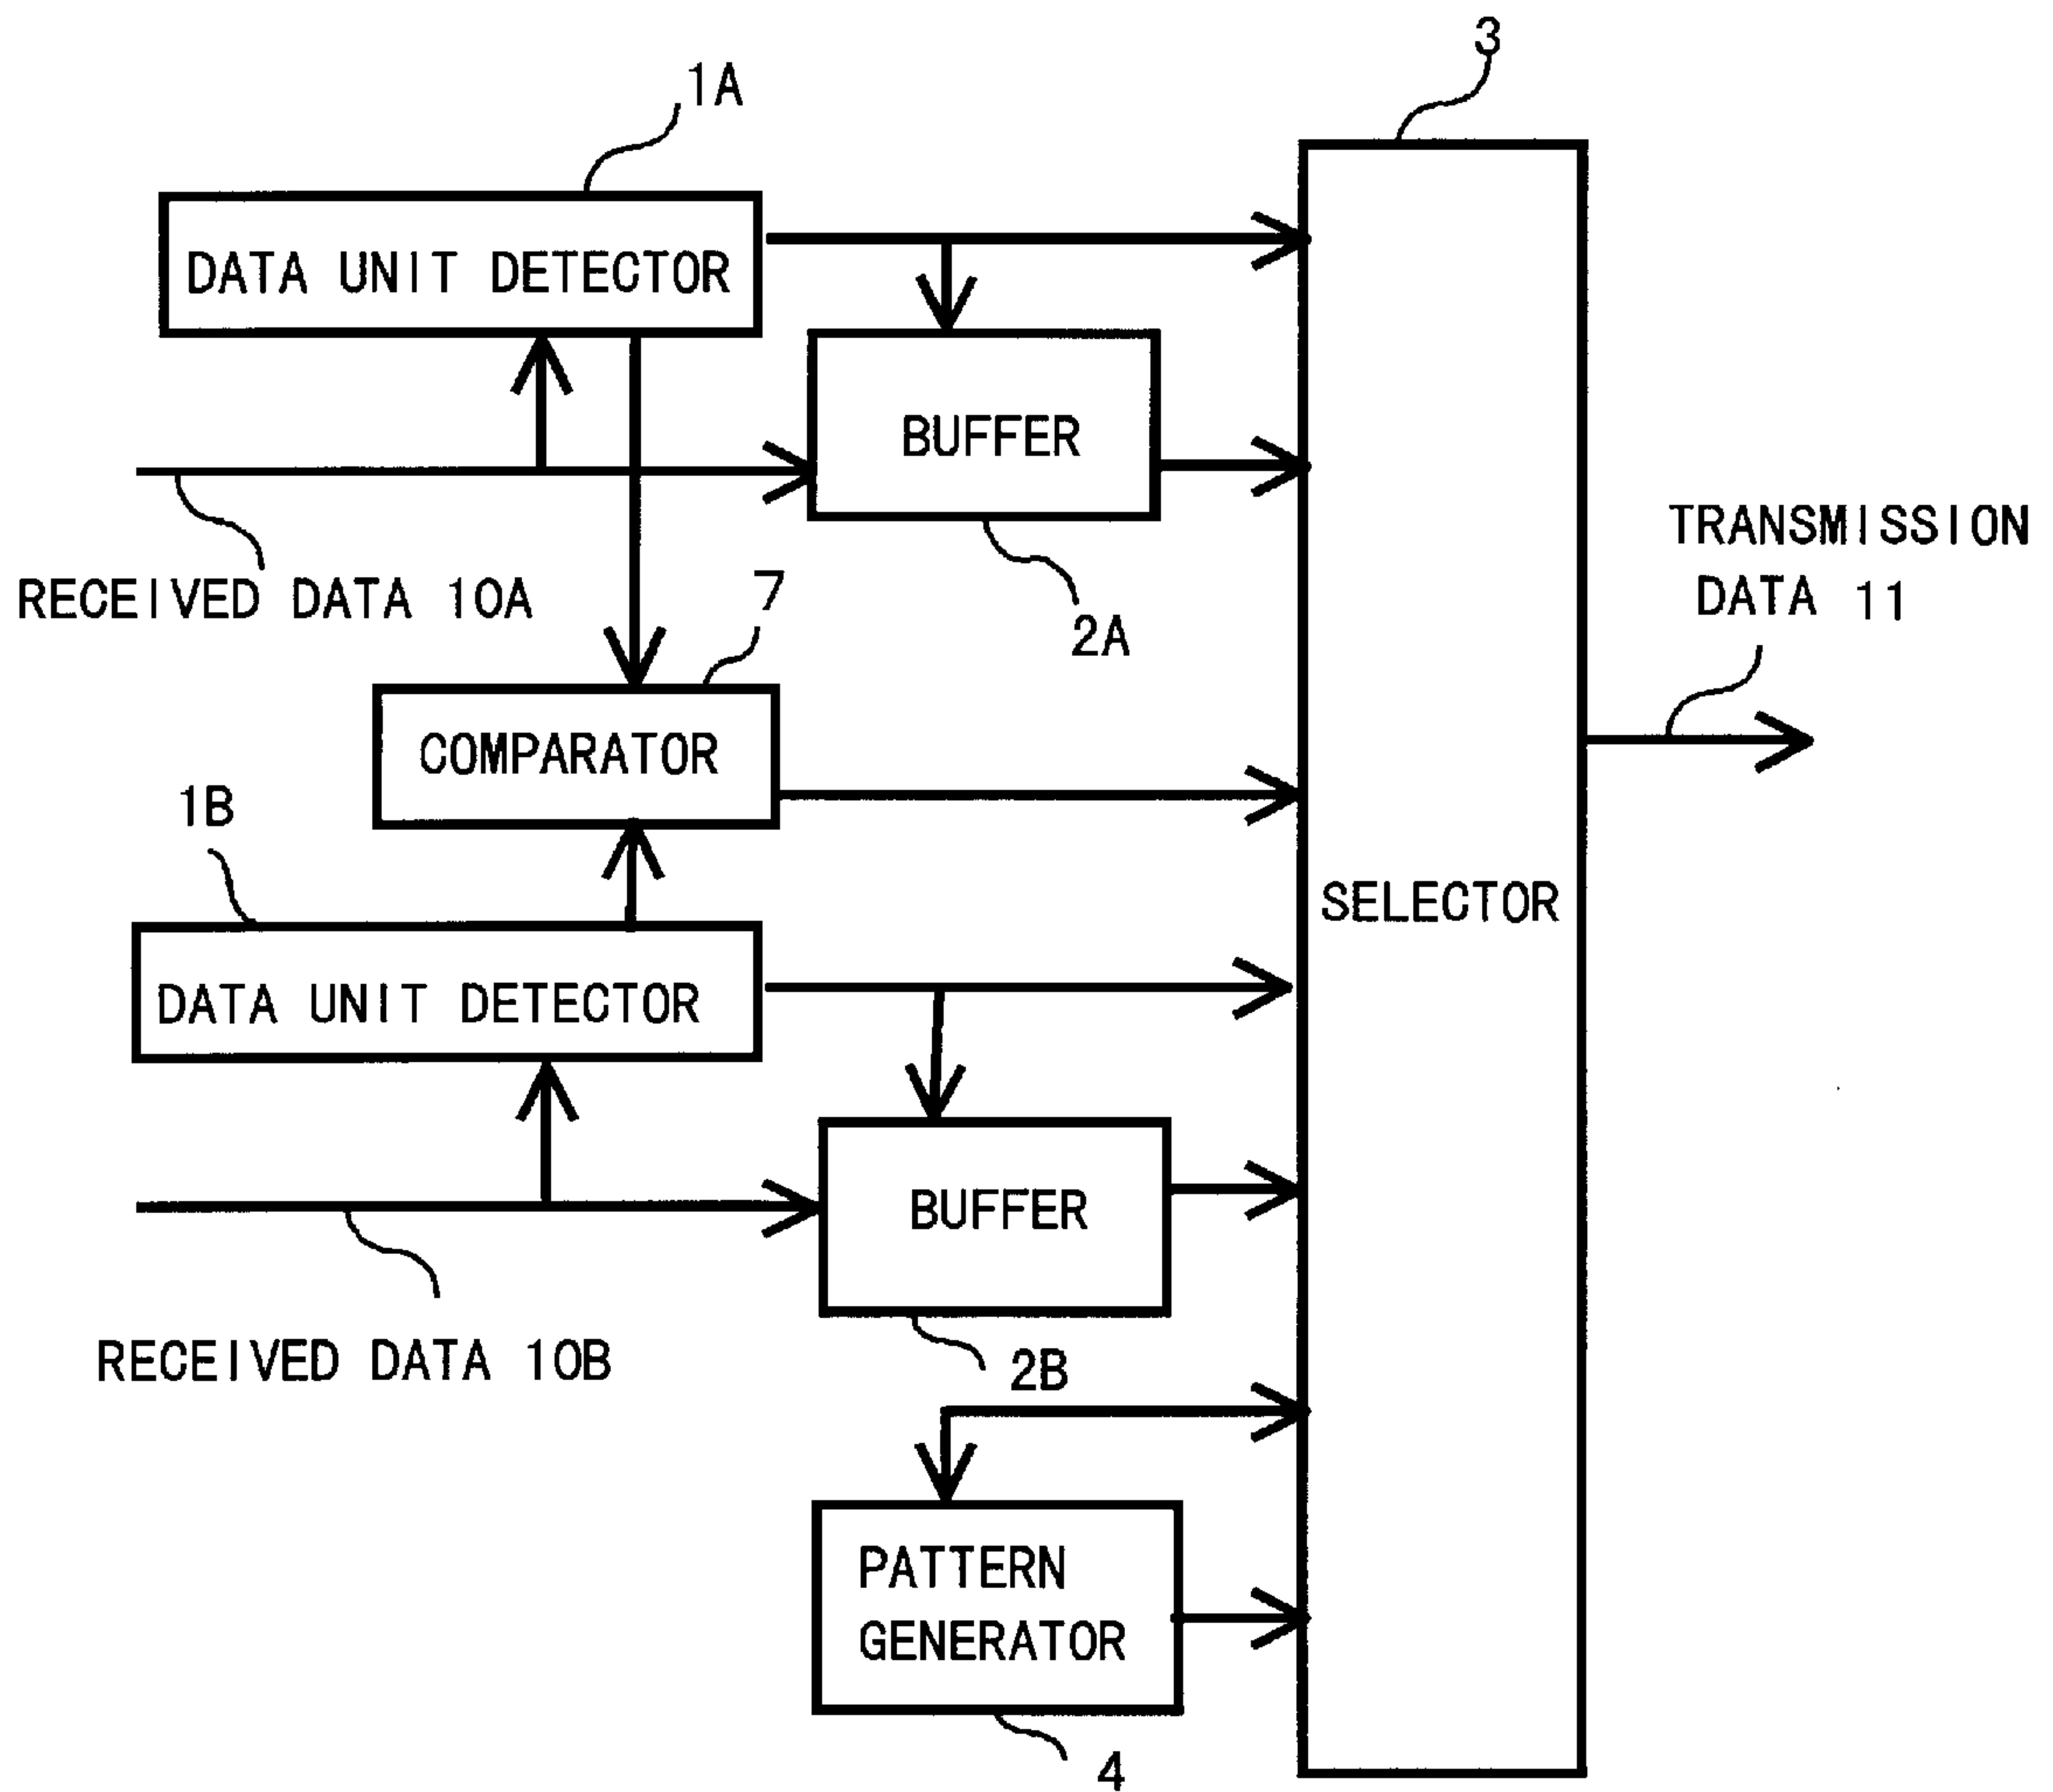 3
1A
DATA UNIT DETECTOR
BUFFER
TRANSMISSION
DATA 11
RECEIVED DATA 10A
7
2A
COMPARATOR
1B
SELECTOR
DATA UNIT DETECTOR
BUFFER
RECEIVED DATA 10B
2B
PATTERN
GENERATOR
4